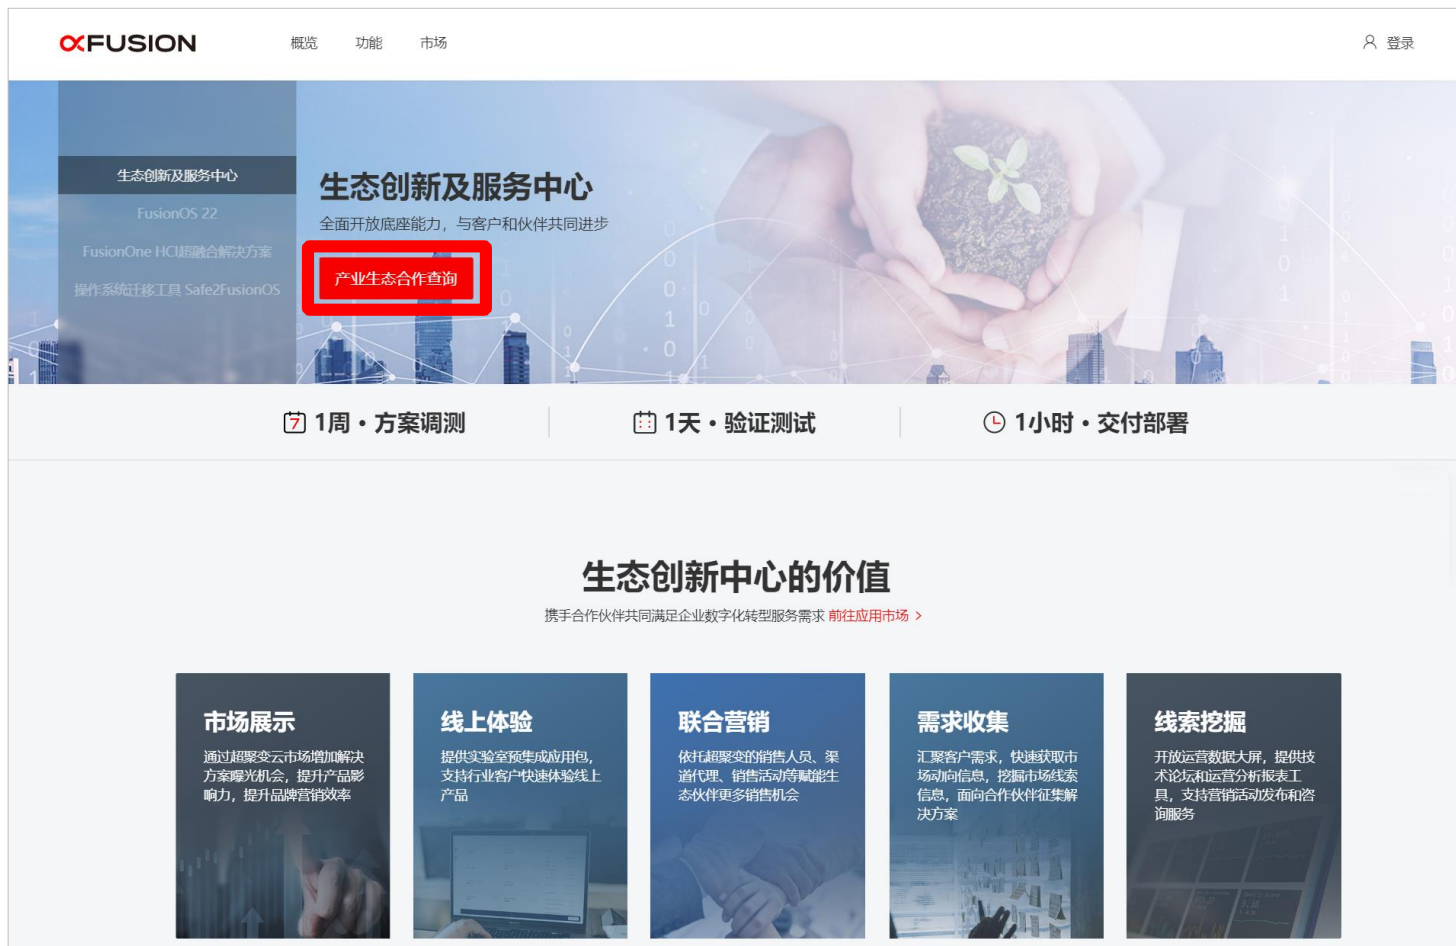 XFUSION
概览
功能
市场
登录
生态创新及服务中心
FusionOS 22
FusionOne HCI超融合解决方案
操作系统迁移工具 Safe2FusionOS
生态创新及服务中心
全面开放底座能力，与客户和伙伴共同进步
产业生态合作查询
1周・方案调测
1天・验证测试
1小时・交付部署
生态创新中心的价值
携手合作伙伴共同满足企业数字化转型服务需求 前往应用市场 >
市场展示
通过超聚变云市场增加解决
方案曝光机会，提升产品影
响力，提升品牌营销效率
线上体验
提供实验室预集成应用包，
支持行业客户快速体验线上
产品
联合营销
依托超聚变的销售人员、渠
道代理、销售活动等赋能生
态伙伴更多销售机会
需求收集
汇聚客户需求，快速获取市
场动向信息，挖掘市场线索
信息，面向合作伙伴征集解
决方案
线索挖掘
开放运营数据大屏，提供技
术论坛和运营分析报表工
具，支持营销活动发布和咨
询服务